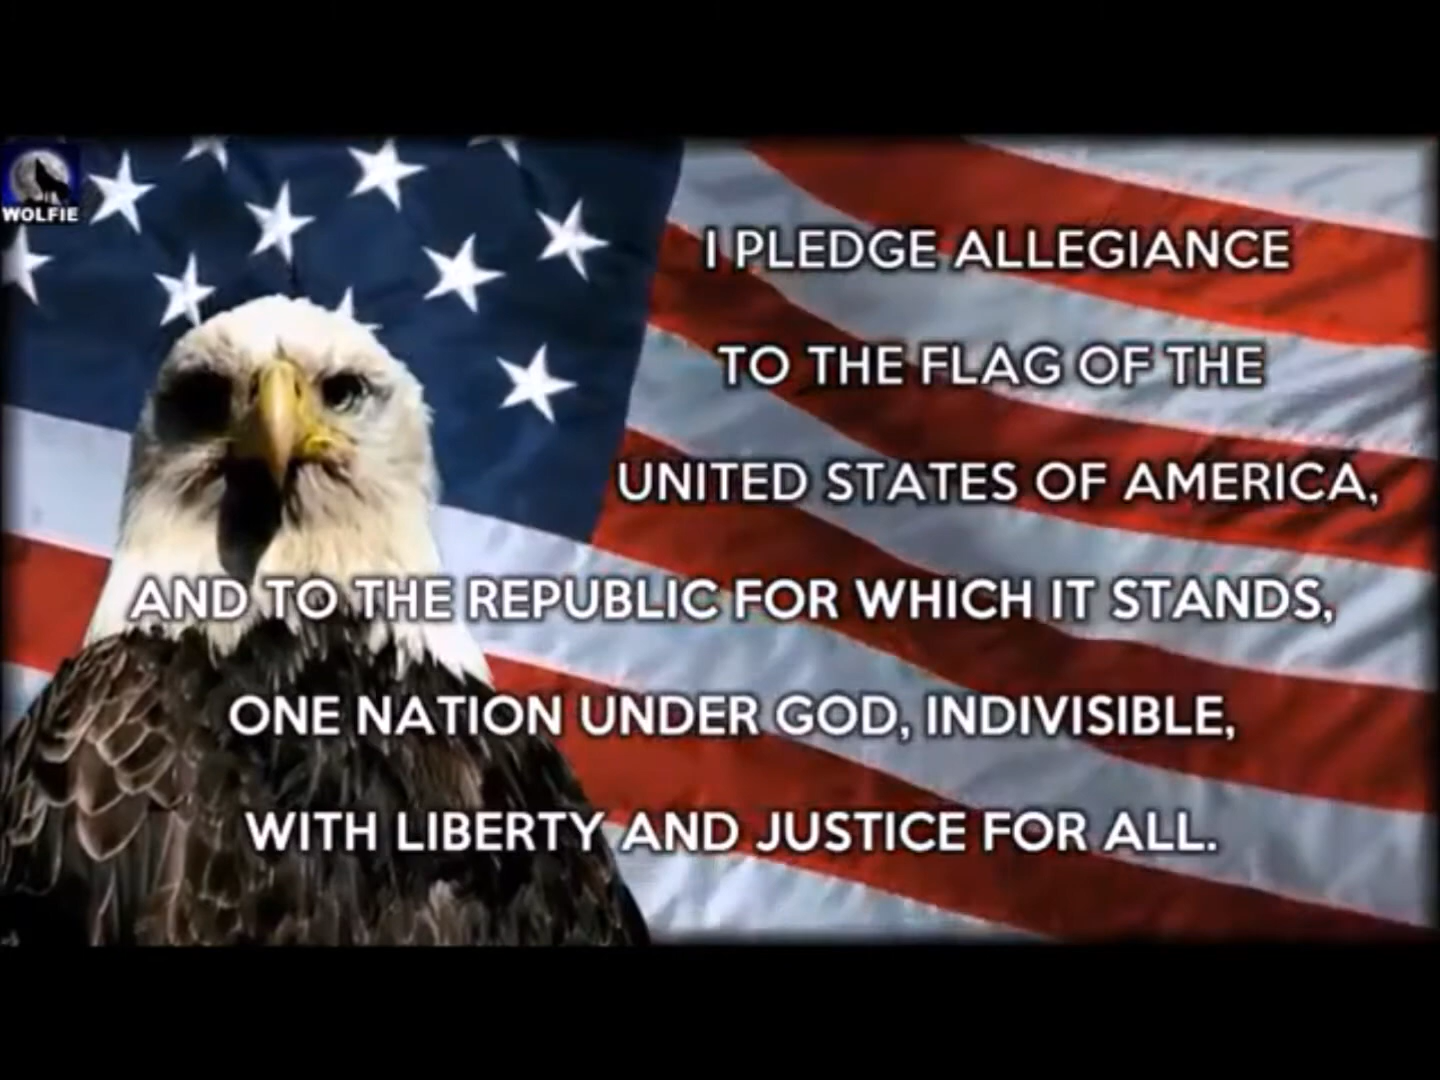 WOLFIE
I PLEDGE ALLEGIANCE
TO THE FLAG OF THE
UNITED STATES OF AMERICA,
AND TO THE REPUBLIC FOR WHICH IT STANDS,
ONE NATION UNDER GOD, INDIVISIBLE,
WITH LIBERTY AND JUSTICE FOR ALL.